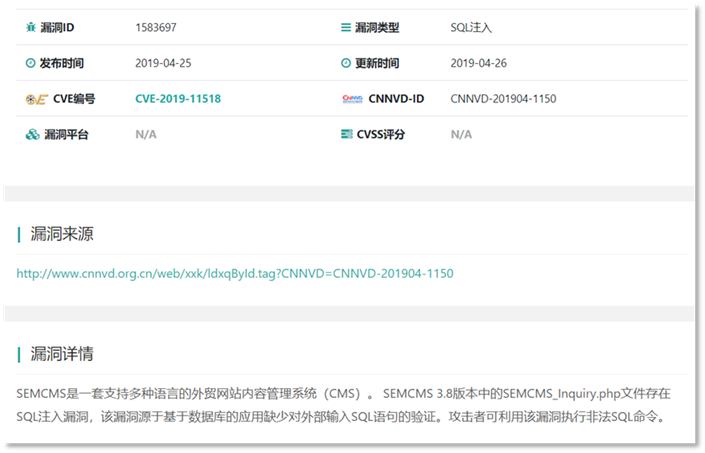 漏洞ID 1583697 漏洞类型 SQL注入
发布时间 2019-04-25 更新时间 2019-04-26
CVE编号 CVE-2019-11518 CNNVD-ID CNNVD-201904-1150
漏洞平台 N/A CVSS评分 N/A
漏洞来源
http://www.cnnvd.org.cn/web/xxk/ldxqById.tag?CNNVD=CNNVD-201904-1150
漏洞详情
SEMCMS是一套支持多种语言的外贸网站内容管理系统（CMS）。 SEMCMS 3.8版本中的SEMCMS_Inquiry.php文件存在
SQL注入漏洞，该漏洞源于基于数据库的应用缺少对外部输入SQL语句的验证。攻击者可利用该漏洞执行非法SQL命令。